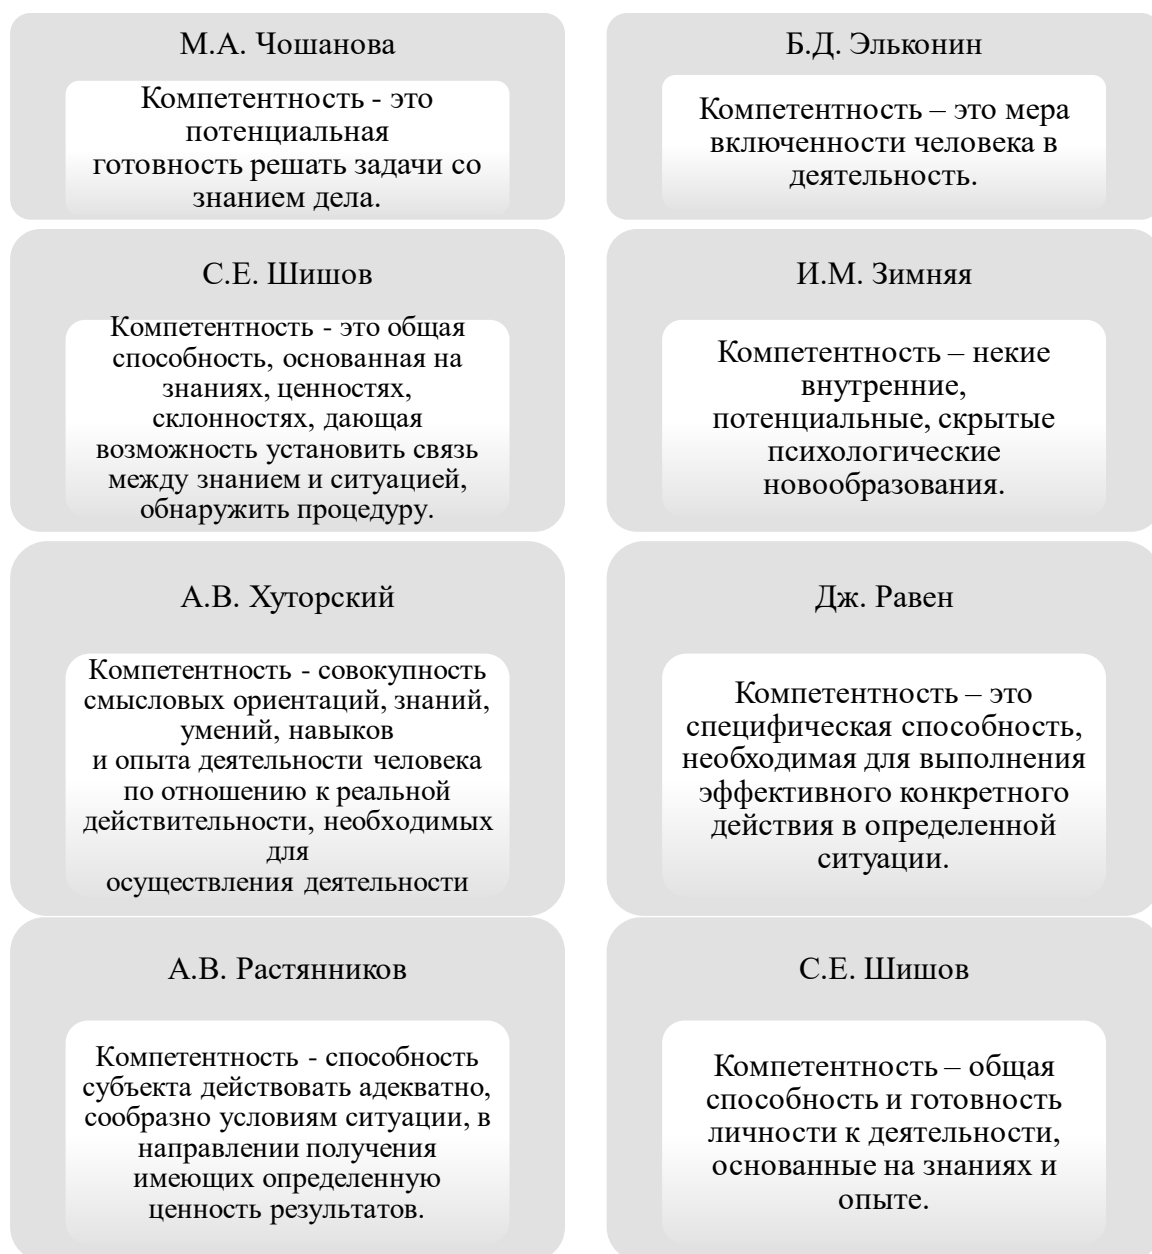 М.А. Чошанова
Компетентность - это
потенциальная
готовность решать задачи со
знанием дела.
Б.Д. Эльконин
Компетентность – это мера
включенности человека в
деятельность.
С.Е. Шишов
Компетентность - это общая
способность, основанная на
знаниях, ценностях,
склонностях, дающая
возможность установить связь
между знанием и ситуацией,
обнаружить процедуру.
И.М. Зимняя
Компетентность – некие
внутренние,
потенциальные, скрытые
психологические
новообразования.
А.В. Хуторский
Компетентность - совокупность
смысловых ориентаций, знаний,
умений, навыков
и опыта деятельности человека
по отношению к реальной
действительности, необходимых
для
осуществления деятельности
Дж. Равен
Компетентность – это
специфическая способность,
необходимая для выполнения
эффективного конкретного
действия в определенной
ситуации.
А.В. Растянников
Компетентность - способность
субъекта действовать адекватно,
сообразно условиям ситуации, в
направлении получения
имеющих определенную
ценность результатов.
С.Е. Шишов
Компетентность – общая
способность и готовность
личности к деятельности,
основанные на знаниях и
опыте.